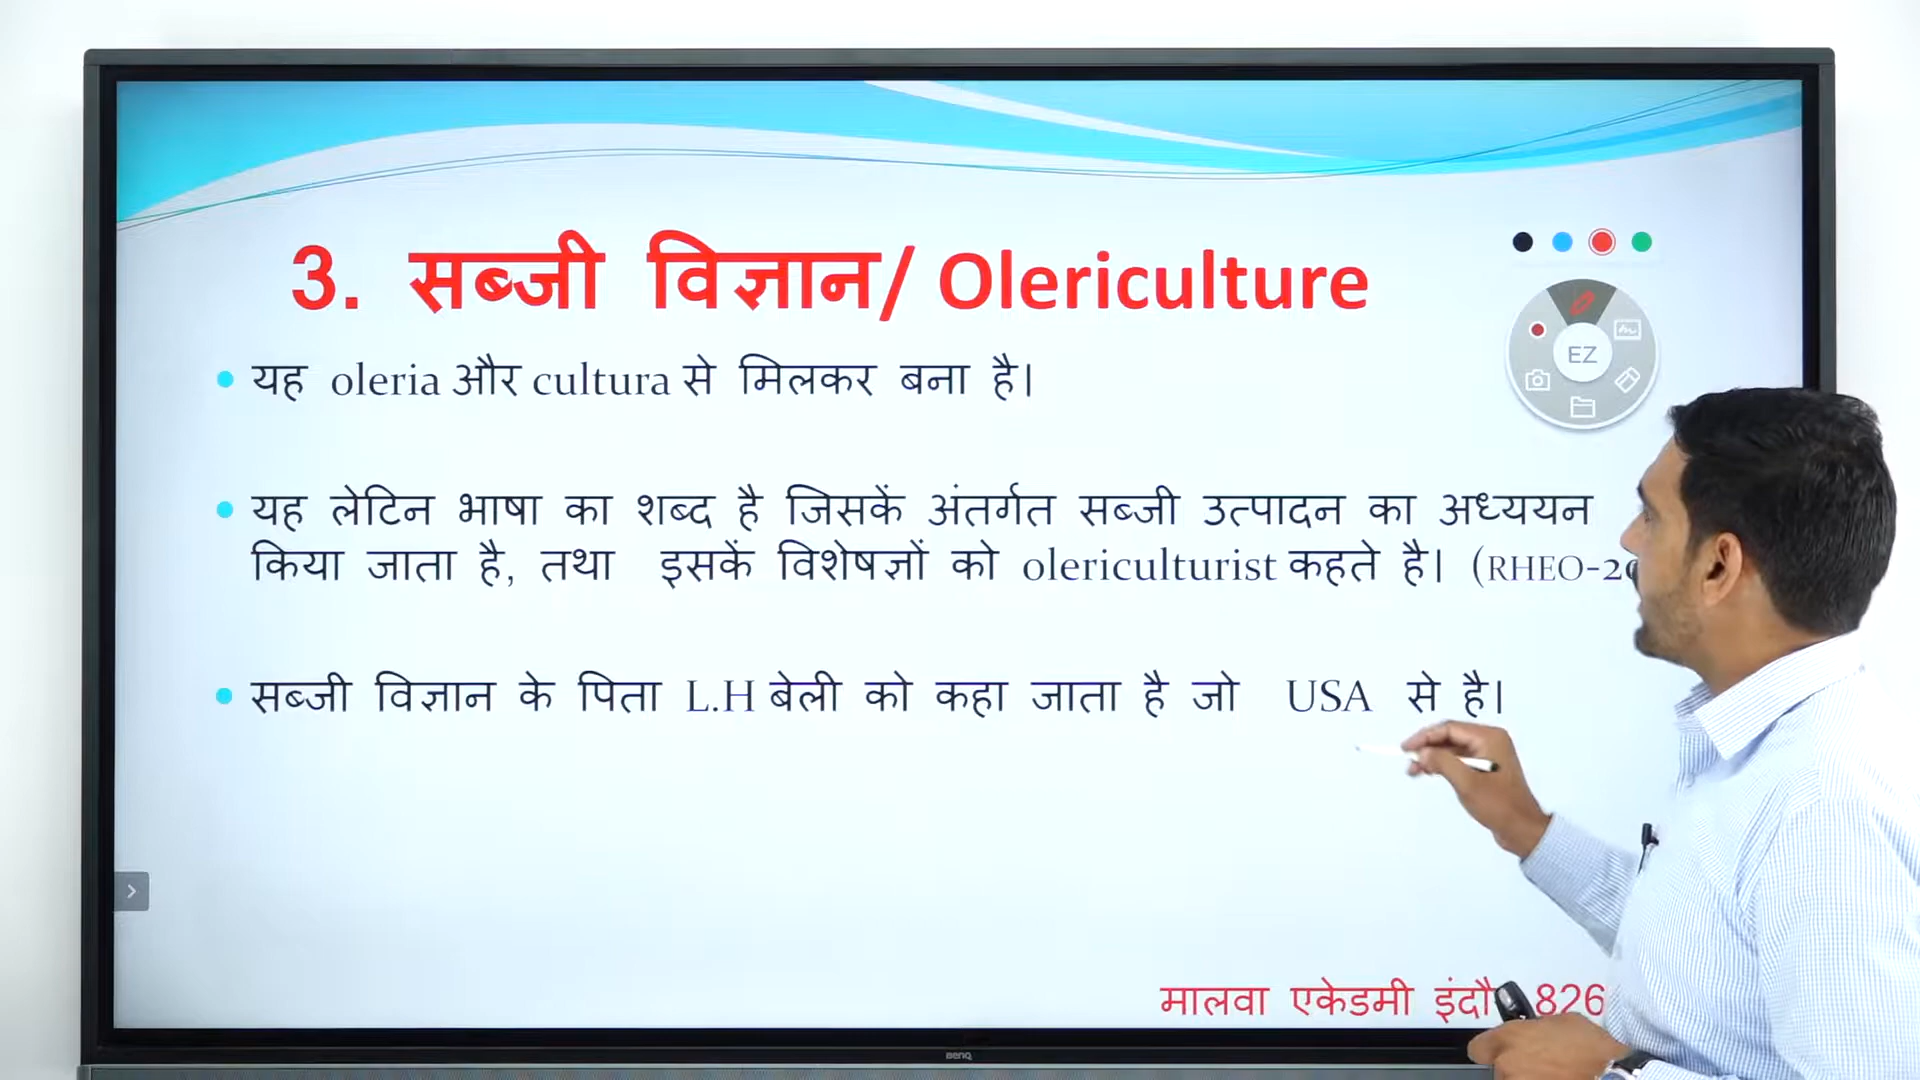 3. सब्जी विज्ञान/ Olericulture
EZ
यह oleria और cultura से मिलकर बना है।
यह लेटिन भाषा का शब्द है जिसकें अंतर्गत सब्जी उत्पादन का अध्ययन
किया जाता है, तथा इसकें विशेषज्ञों को olericulturist कहते है। (RHEO-2
सब्जी विज्ञान के पिता L.H बेली को कहा जाता है जो USA से है।
मालवा एकेडमी 826
BenQ